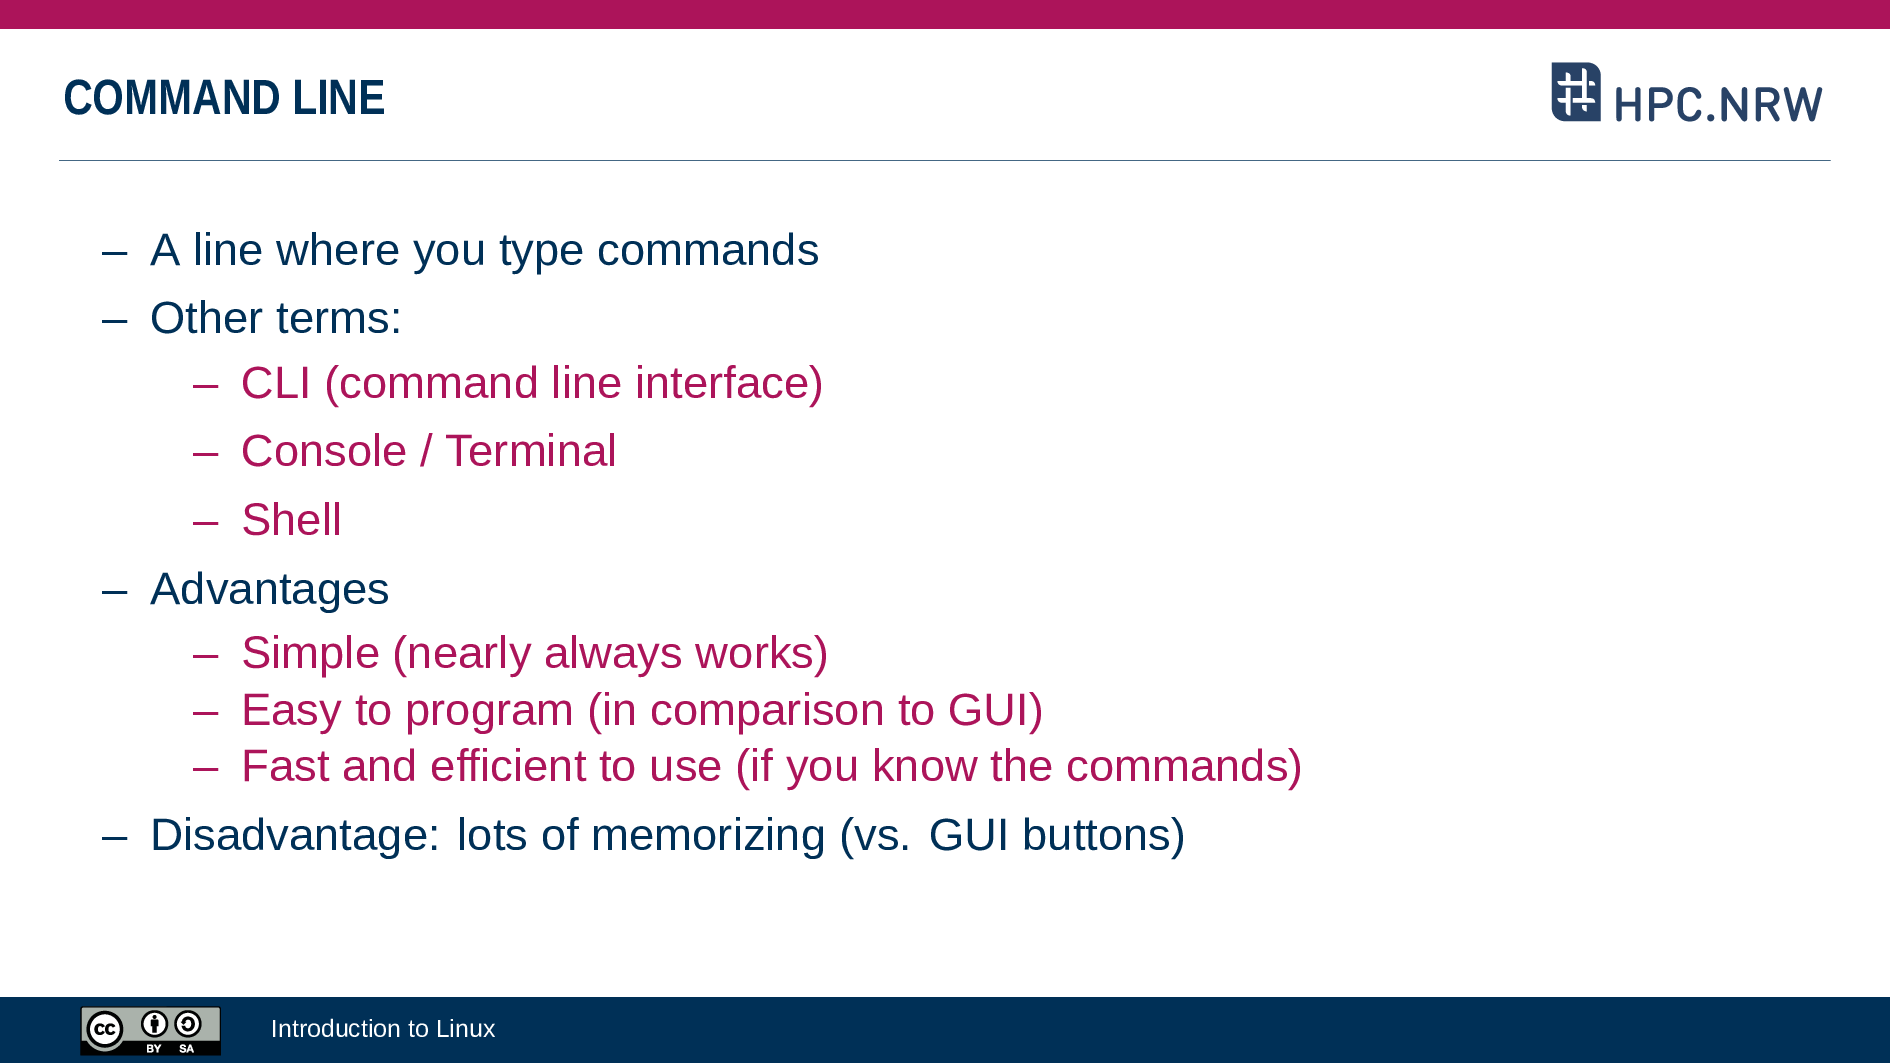 COMMAND LINE
HPC.NRW
– A line where you type commands
– Other terms:
– CLI (command line interface)
– Console / Terminal
– Shell
– Advantages
– Simple (nearly always works)
– Easy to program (in comparison to GUI)
– Fast and efficient to use (if you know the commands)
– Disadvantage: lots of memorizing (vs. GUI buttons)
cc
BY SA
Introduction to Linux